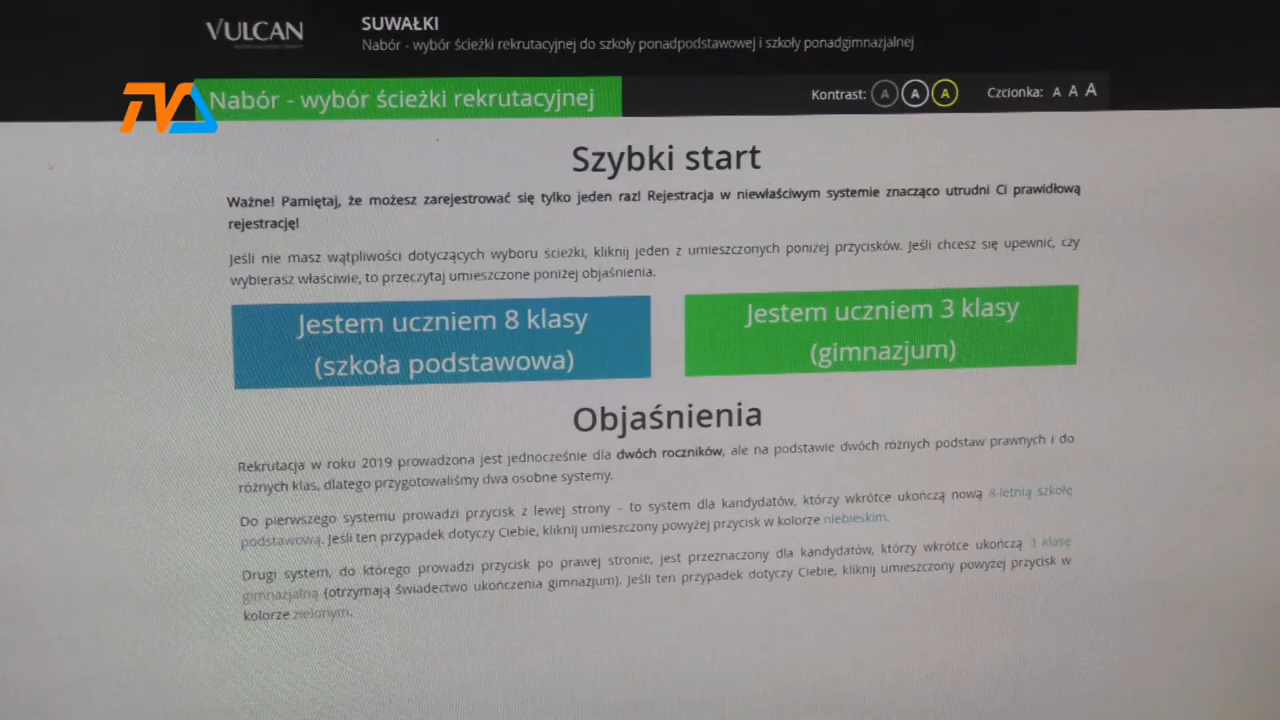 VULCAN
SUWAŁKI
Nabór - wybór ścieżki rekrutacyjnej do szkoły ponadpodstawowej i szkoły ponadgimnazjalnej
TVA
Nabór - wybór ścieżki rekrutacyjnej
Kontrast: A A A Czcionka: A A A
Szybki start
Ważne! Pamiętaj, że możesz zarejestrować się tylko jeden raz! Rejestracja w niewłaściwym systemie znacząco utrudni Ci prawidłową
rejestrację!
Jeśli nie masz wątpliwości dotyczących wyboru ścieżki, kliknij jeden z umieszczonych poniżej przycisków. Jeśli chcesz się upewnić, czy
wybierasz właściwie, to przeczytaj umieszczone poniżej objaśnienia.
Jestem uczniem 8 klasy
(szkoła podstawowa)
Jestem uczniem 3 klasy
(gimnazjum)
Objaśnienia
Rekrutacja w roku 2019 prowadzona jest jednocześnie dla dwóch roczników, ale na podstawie dwóch różnych podstaw prawnych i do
różnych klas, dlatego przygotowaliśmy dwa osobne systemy.
Do pierwszego systemu prowadzi przycisk z lewej strony - to system dla kandydatów, którzy wkrótce ukończą nową 8-letnią szkołę
podstawową. Jeśli ten przypadek dotyczy Ciebie, kliknij umieszczony powyżej przycisk w kolorze niebieskim.
Drugi system, do którego prowadzi przycisk po prawej stronie, jest przeznaczony dla kandydatów, którzy wkrótce ukończą 3 klasę
gimnazjalną (otrzymają świadectwo ukończenia gimnazjum). Jeśli ten przypadek dotyczy Ciebie, kliknij umieszczony powyżej przycisk w
kolorze zielonym.